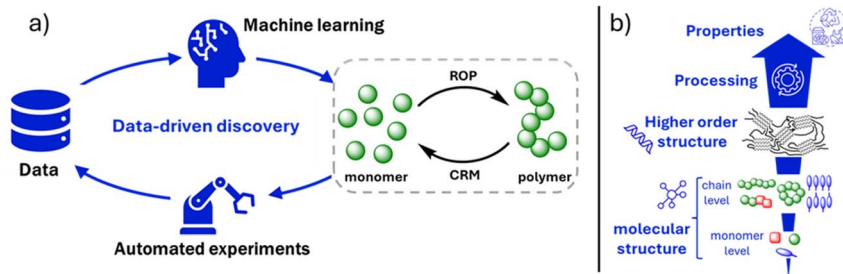 a)
Machine learning
Data-driven discovery
Data
Automated experiments
ROP
CRM
monomer
polymer
b)
Properties
Processing
Higher order
structure
chain
level
molecular
structure
monomer
level